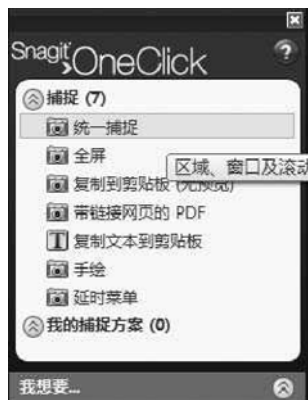 Snagit
OneClick
?
捕捉 (7)
统一捕捉
全屏
区域、窗口及滚动
复制到剪贴板 (无预览)
带链接网页的 PDF
T 复制文本到剪贴板
手绘
延时菜单
我的捕捉方案 (0)
我想要...